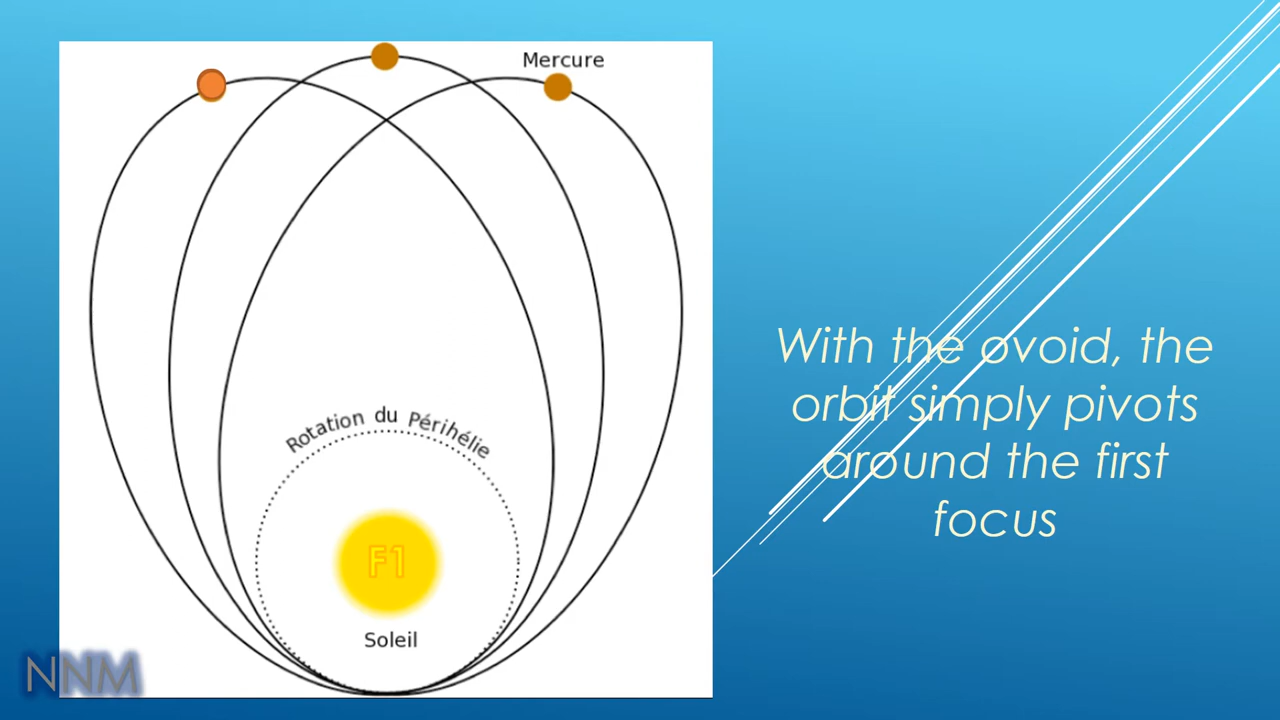 Mercure
Rotation du Périhélie
F1
Soleil
With the ovoid, the
orbit simply pivots
around the first
focus
NNM